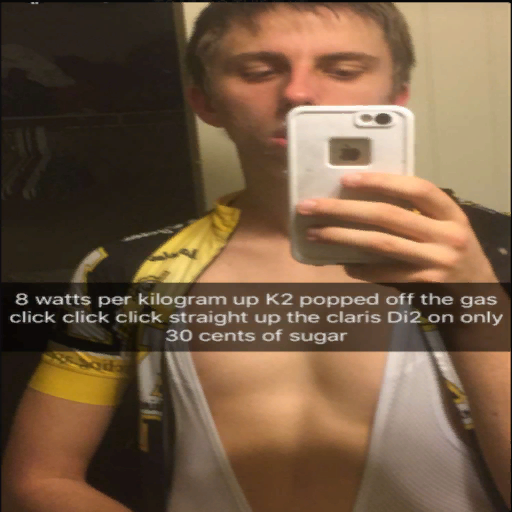 8 watts per kilogram up K2 popped off the gas
click click click straight up the claris Di2 on only
30 cents of sugar